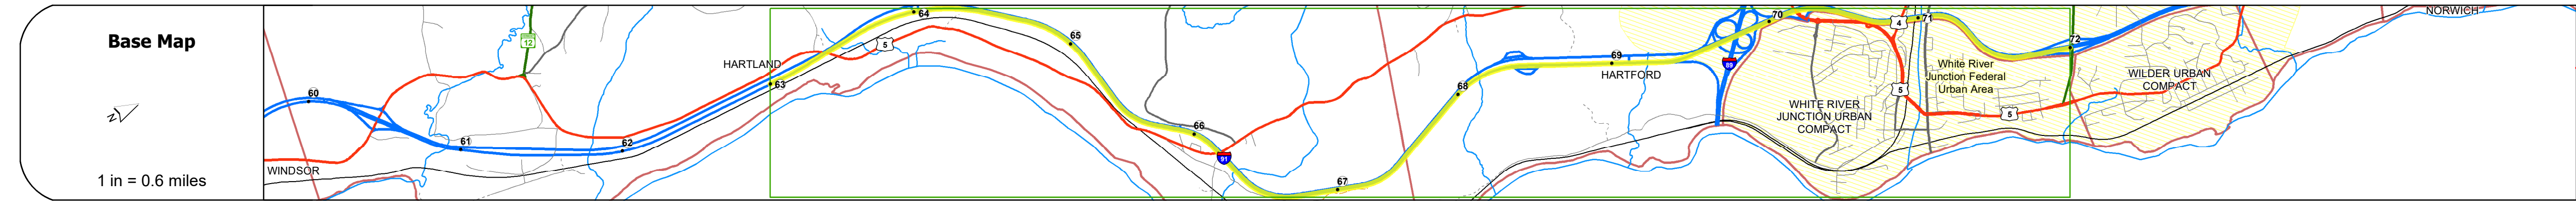 Base Map
N
1 in = 0.6 miles
WINDSOR
60
61
12
62
HARTLAND
63
5
64
65
66
91
67
68
69
HARTFORD
89
70
4
71
5
White River
Junction Federal
Urban Area
WHITE RIVER
JUNCTION URBAN
COMPACT
5
72
WILDER URBAN
COMPACT
NORWICH